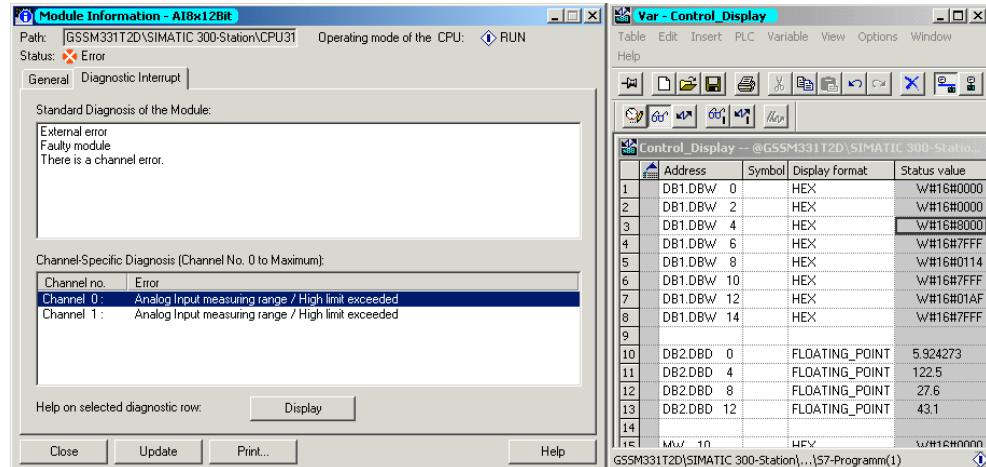 Module Information - AI8x12Bit
Path: GSSM331T2D\SIMATIC 300-Station\CPU31 Operating mode of the CPU: RUN
Status: Error
General Diagnostic Interrupt
Standard Diagnosis of the Module:
External error
Faulty module
There is a channel error.
Channel-Specific Diagnosis (Channel No. 0 to Maximum):
Channel no. Error
Channel 0 : Analog Input measuring range / High limit exceeded
Channel 1 : Analog Input measuring range / High limit exceeded
Help on selected diagnostic row: Display
Close Update Print... Help
Var - Control_Display
Table Edit Insert PLC Variable View Options Window
Help
Control_Display -- @GSSM331T2D\SIMATIC 300-Statio...
Address Symbol Display format Status value
1 DB1.DBW 0 HEX W#16#0000
2 DB1.DBW 2 HEX W#16#0000
3 DB1.DBW 4 HEX W#16#8000
4 DB1.DBW 6 HEX W#16#7FFF
5 DB1.DBW 8 HEX W#16#0114
6 DB1.DBW 10 HEX W#16#7FFF
7 DB1.DBW 12 HEX W#16#01AF
8 DB1.DBW 14 HEX W#16#7FFF
9
10 DB2.DBD 0 FLOATING_POINT 5.924273
11 DB2.DBD 4 FLOATING_POINT 122.5
12 DB2.DBD 8 FLOATING_POINT 27.6
13 DB2.DBD 12 FLOATING_POINT 43.1
14
15 MW 10 HEX W#16#0000
GSSM331T2D\SIMATIC 300-Station\...\S7-Programm(1)